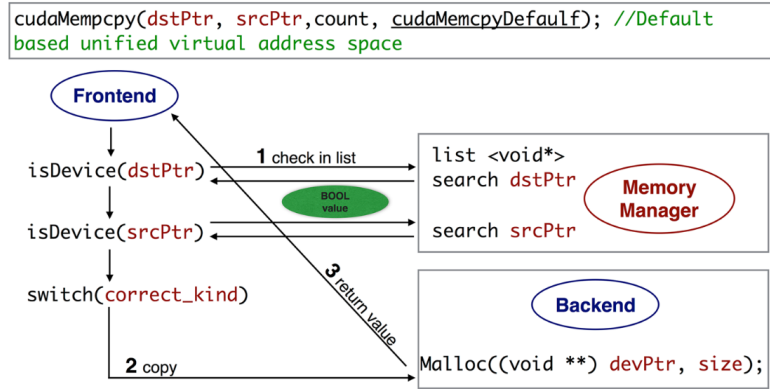 cudaMempcpy(dstPtr, srcPtr,count, cudaMemcpyDefaulf); //Default
based unified virtual address space
Frontend
1 check in list
isDevice(dstPtr)
list <void*>
search dstPtr
Memory
Manager
BOOL
value
isDevice(srcPtr)
search srcPtr
switch(correct_kind)
3 return value
Backend
2 copy
Malloc((void **) devPtr, size);